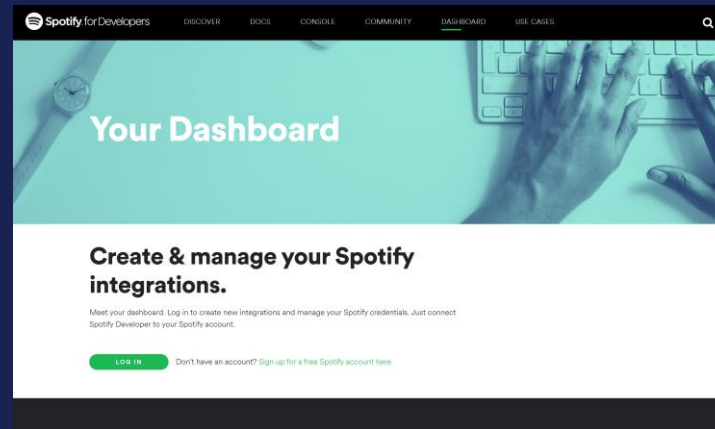 Spotify for Developers
DISCOVER
DOCS
CONSOLE
COMMUNITY
DASHBOARD
USE CASES
Your Dashboard
Create & manage your Spotify
integrations.
Meet your dashboard. Log in to create new integrations and manage your Spotify credentials. Just connect
Spotify Developer to your Spotify account.
LOG IN
Don't have an account? Sign up for a free Spotify account here.